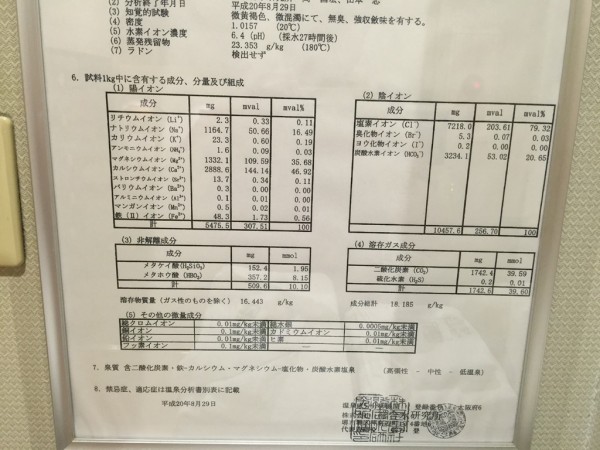 平成20年8月29日
(3) 知覚的試験 微黄褐色、微混濁にて、無臭、強収斂味を有する。
(4) 密度 1.0157 (20℃)
(5) 水素イオン濃度 6.4 (pH) (採水27時間後)
(6) 蒸発残留物 23.353 g/kg (180℃)
(7) ラドン 検出せず
6. 試料1kg中に含有する成分、分量及び組成
(1) 陽イオン
成分 mg mval mval%
リチウムイオン (Li⁺) 2.3 0.33 0.11
ナトリウムイオン (Na⁺) 1164.7 50.66 16.49
カリウムイオン (K⁺) 23.3 0.60 0.19
アンモニウムイオン (NH₄⁺) 1.6 0.09 0.03
マグネシウムイオン (Mg²⁺) 1332.1 109.59 35.68
カルシウムイオン (Ca²⁺) 2888.6 144.14 46.92
ストロンチウムイオン (Sr²⁺) 13.7 0.34 0.11
バリウムイオン (Ba²⁺) 0.3 0.00 0.00
アルミニウムイオン (Al³⁺) 0.1 0.00 0.00
マンガンイオン (Mn²⁺) 0.5 0.02 0.01
鉄 (Ⅱ) イオン (Fe²⁺) 48.3 1.73 0.56
計 5475.5 307.51 100
(2) 陰イオン
成分 mg mval mval%
塩素イオン (Cl⁻) 7218.0 203.61 79.32
臭化物イオン (Br⁻) 5.3 0.07 0.03
ヨウ化物イオン (I⁻) 0.2 0.00 0.00
炭酸水素イオン (HCO₃⁻) 3234.1 53.02 20.65
計 10457.6 256.70 100
(3) 非解離成分
成分 mg mmol
メタケイ酸 (H₂SiO₃) 152.4 1.95
メタホウ酸 (HBO₂) 357.2 8.15
計 509.6 10.10
(4) 溶存ガス成分
成分 mg mmol
二酸化炭素 (CO₂) 1742.4 39.59
硫化水素 (H₂S) 0.2 0.01
計 1742.6 39.60
溶存物質量 (ガス性のものを除く) 16.443 g/kg 成分総計 18.185 g/kg
(5) その他の微量成分
総クロムイオン 0.01mg/kg未満 総水銀 0.0005mg/kg未満
銅イオン 0.1mg/kg未満 カドミウムイオン 0.01mg/kg未満
鉛イオン 0.01mg/kg未満 ヒ素 0.01mg/kg未満
フッ素イオン 0.1mg/kg未満 ― ―
7. 泉質 含二酸化炭素・鉄-カルシウム・マグネシウム-塩化物・炭酸水素塩泉 (高張性 - 中性 - 低温泉)
8. 禁忌症、適応症は温泉分析書別表に記載
平成20年8月29日